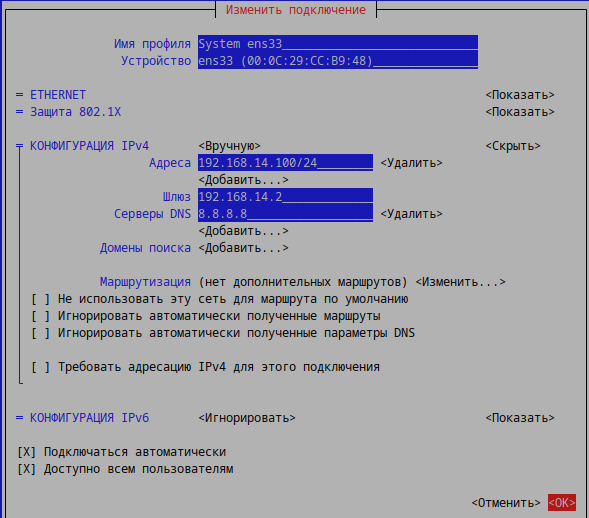 Изменить подключение
Имя профиля System ens33
Устройство ens33 (00:0C:29:CC:B9:48)
= ETHERNET <Показать>
= Защита 802.1X <Показать>
КОНФИГУРАЦИЯ IPv4 <Вручную> <Скрыть>
Адреса 192.168.14.100/24 <Удалить>
<Добавить...>
Шлюз 192.168.14.2
Серверы DNS 8.8.8.8 <Удалить>
<Добавить...>
Домены поиска <Добавить...>
Маршрутизация (нет дополнительных маршрутов) <Изменить...>
[ ] Не использовать эту сеть для маршрута по умолчанию
[ ] Игнорировать автоматически полученные маршруты
[ ] Игнорировать автоматически полученные параметры DNS
[ ] Требовать адресацию IPv4 для этого подключения
= КОНФИГУРАЦИЯ IPv6 <Игнорировать> <Показать>
[X] Подключаться автоматически
[X] Доступно всем пользователям
<Отменить> <OK>